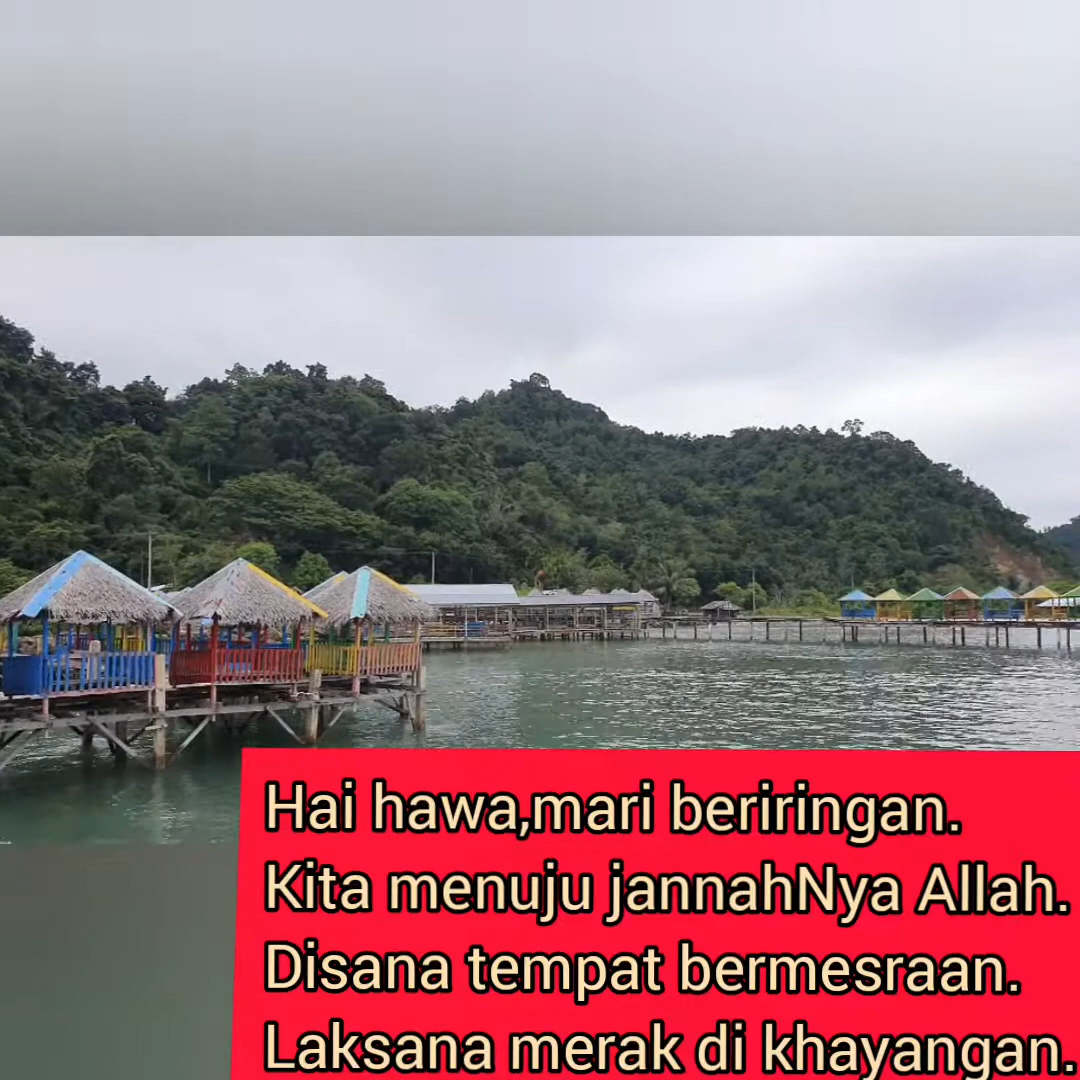 Hai hawa,mari beriringan.
Kita menuju jannahNya Allah.
Disana tempat bermesraan.
Laksana merak di khayangan.